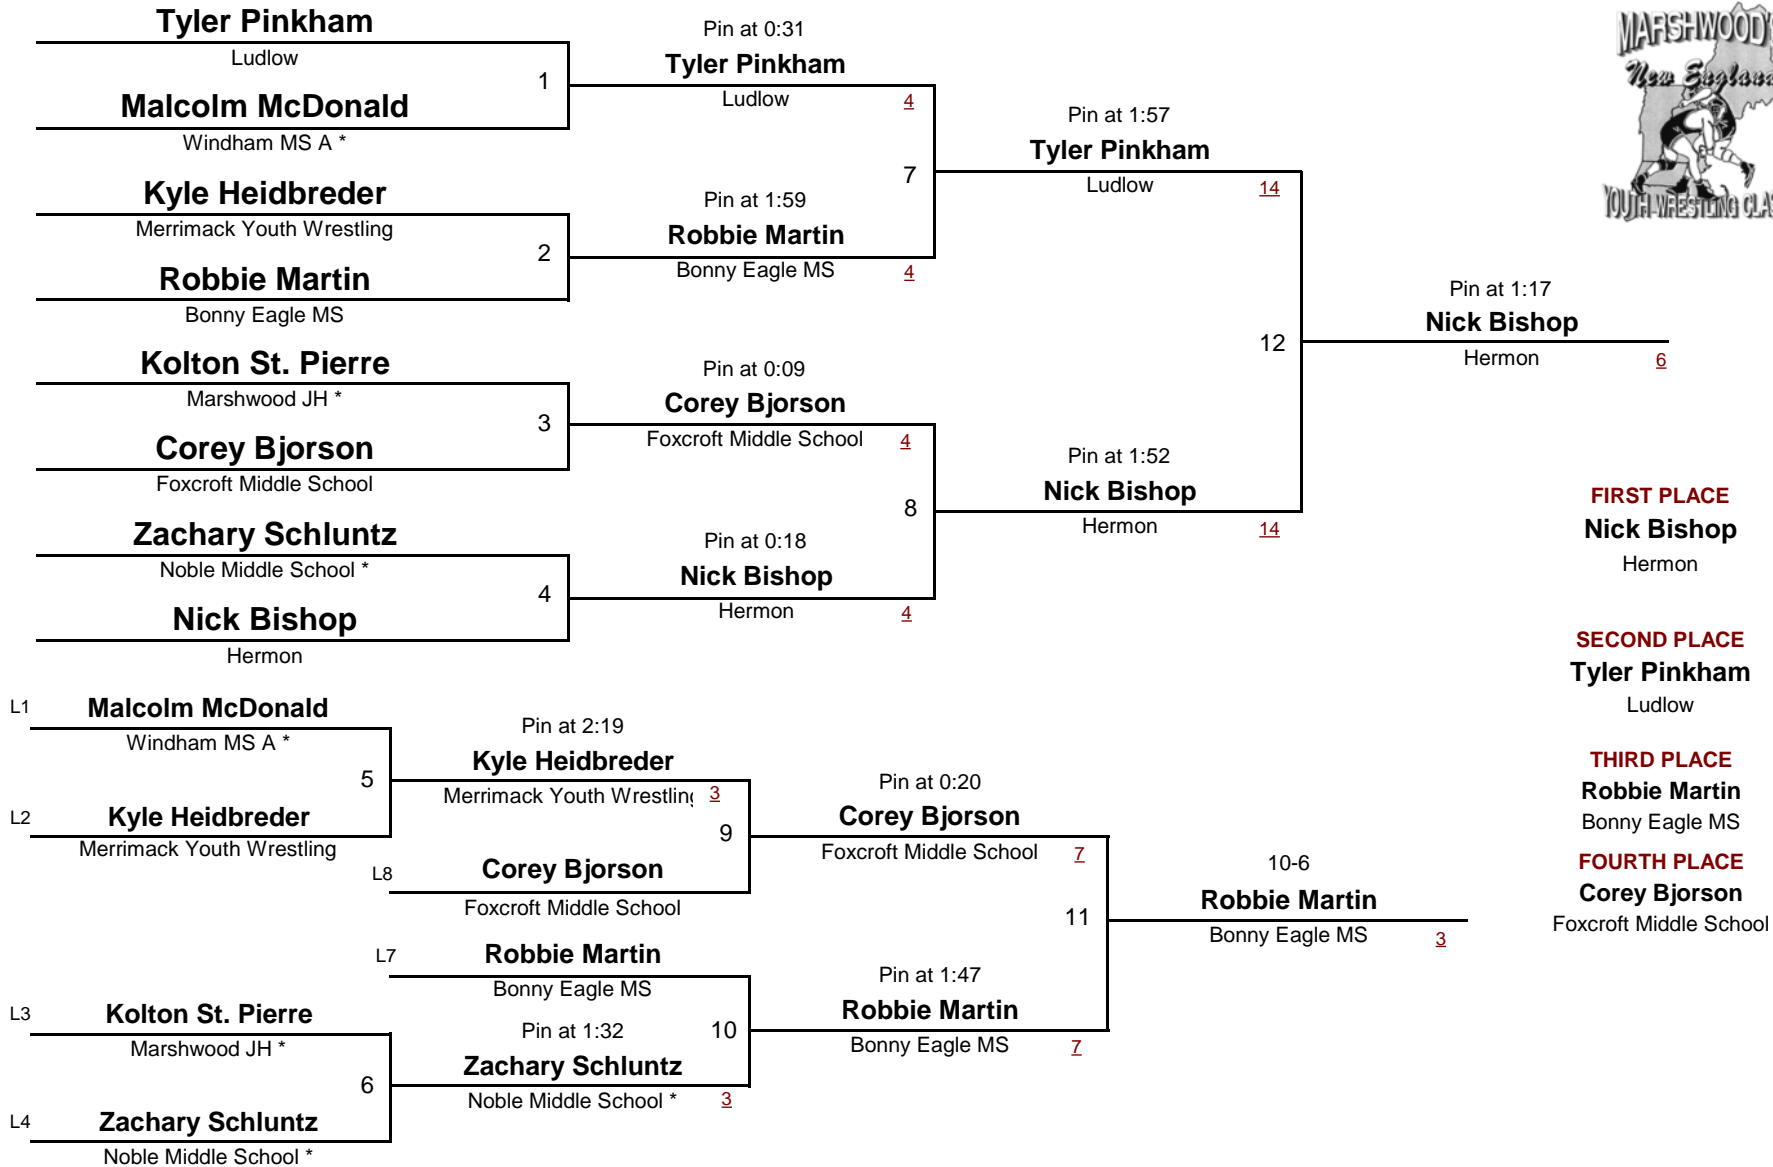 Tyler Pinkham
Ludlow
1
Malcolm McDonald
Windham MS A *
Kyle Heidbreder
Merrimack Youth Wrestling
2
Robbie Martin
Bonny Eagle MS
Kolton St. Pierre
Marshwood JH *
3
Corey Bjorson
Foxcroft Middle School
Zachary Schluntz
Noble Middle School *
4
Nick Bishop
Hermon
Pin at 0:31
Tyler Pinkham
Ludlow 4
7
Pin at 1:59
Robbie Martin
Bonny Eagle MS 4
Pin at 0:09
Corey Bjorson
Foxcroft Middle School 4
8
Pin at 0:18
Nick Bishop
Hermon 4
Pin at 1:57
Tyler Pinkham
Ludlow 14
12
Pin at 1:52
Nick Bishop
Hermon 14
Pin at 1:17
Nick Bishop
Hermon 6
MARSHWOOD'S
New England
YOUTH WRESTLING CLA
FIRST PLACE
Nick Bishop
Hermon
SECOND PLACE
Tyler Pinkham
Ludlow
THIRD PLACE
Robbie Martin
Bonny Eagle MS
FOURTH PLACE
Corey Bjorson
Foxcroft Middle School
L1 Malcolm McDonald
Windham MS A *
5
L2 Kyle Heidbreder
Merrimack Youth Wrestling
L3 Kolton St. Pierre
Marshwood JH *
6
L4 Zachary Schluntz
Noble Middle School *
Pin at 2:19
Kyle Heidbreder
Merrimack Youth Wrestling 3
9
L8 Corey Bjorson
Foxcroft Middle School
L7 Robbie Martin
Bonny Eagle MS
Pin at 1:32 10
Zachary Schluntz
Noble Middle School * 3
Pin at 0:20
Corey Bjorson
Foxcroft Middle School 7
11
Pin at 1:47
Robbie Martin
Bonny Eagle MS 7
10-6
Robbie Martin
Bonny Eagle MS 3